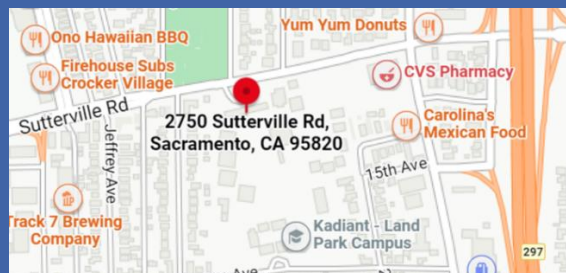 Yum Yum Donuts
Ono Hawaiian BBQ
Firehouse Subs
Crocker Village
CVS Pharmacy
Sutterville Rd
2750 Sutterville Rd,
Sacramento, CA 95820
Carolina's
Mexican Food
Jeffrey Ave
15th Ave
Track 7 Brewing
Company
Kadiant - Land
Park Campus
297
Ave